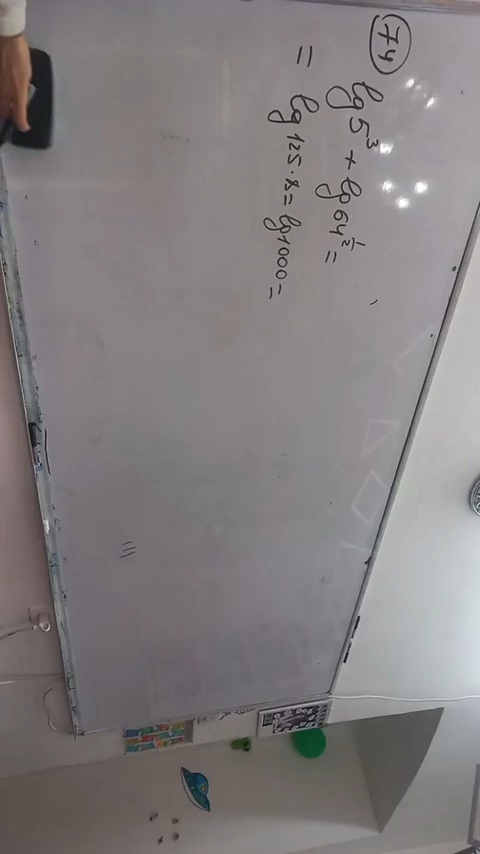 74
lg 5³ + lg 64^½ =
= lg 125 · 8 = lg 1000 =